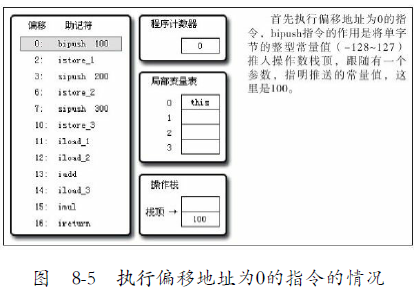 偏移 助记符
0: bipush 100
2: istore_1
3: sipush 200
6: istore_2
7: sipush 300
10: istore_3
11: iload_1
12: iload_2
13: iadd
14: iload_3
15: imul
16: ireturn
程序计数器
0
局部变量表
0 this
1
2
3
操作栈
栈顶 →
100
首先执行偏移地址为0的指
令，bipush指令的作用是将单字
节的整型常量值（-128~127）
推入操作数栈顶，跟随有一个
参数，指明推送的常量值，这
里是100。
图 8-5 执行偏移地址为0的指令的情况